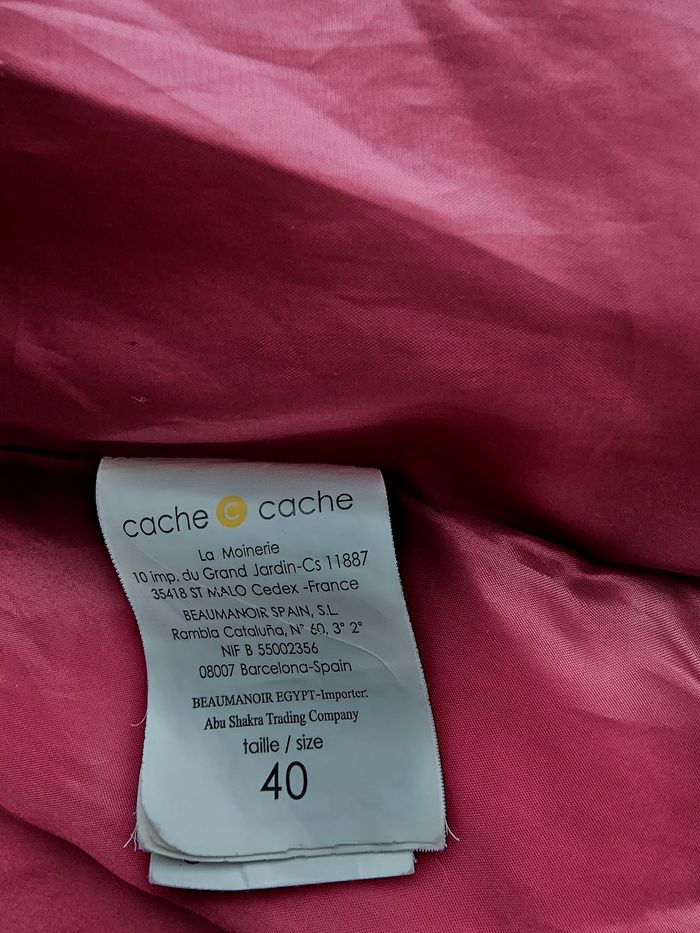 cache c cache
La Moinerie
10 imp. du Grand Jardin-Cs 11887
35418 ST MALO Cedex -France
BEAUMANOIR SPAIN, S.L.
Rambla Cataluña, N° 60, 3° 2°
NIF B 55002356
08007 Barcelona-Spain
BEAUMANOIR EGYPT-Importer:
Abu Shakra Trading Company
taille / size
40